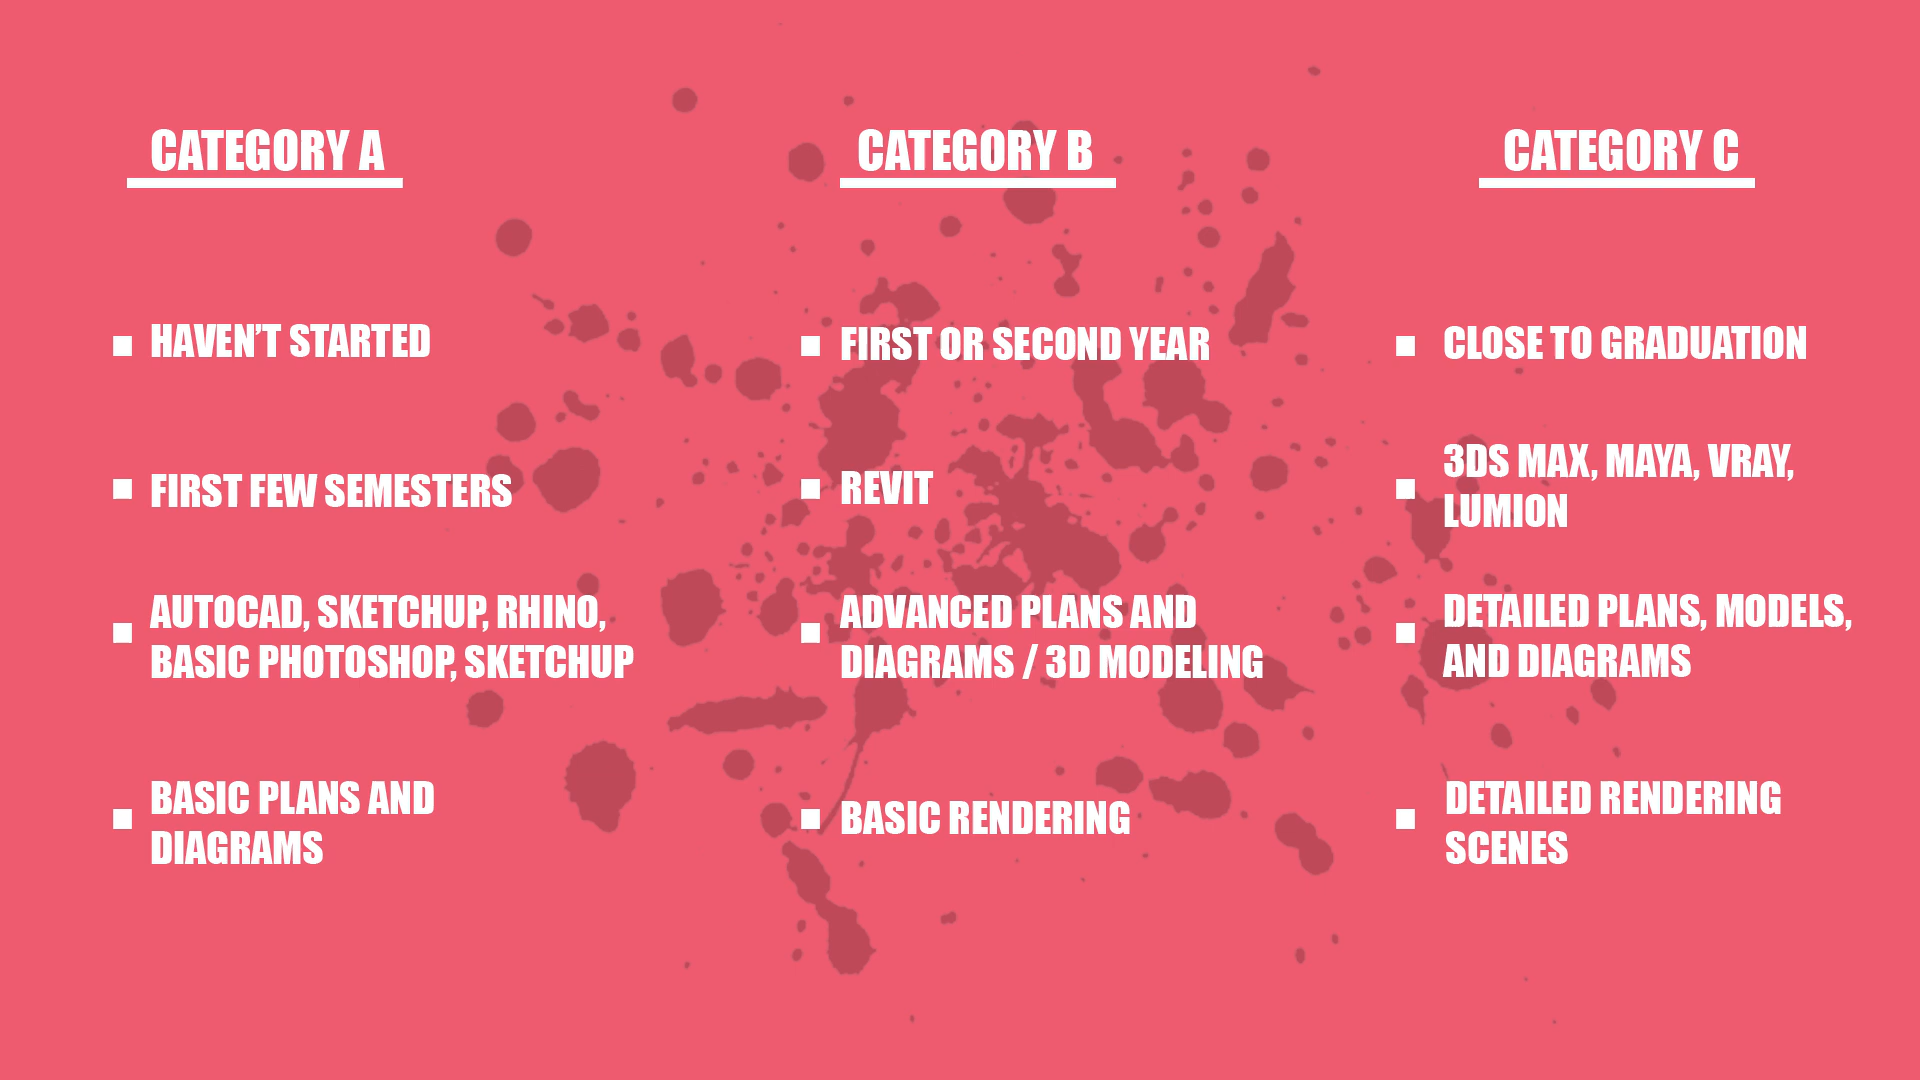 CATEGORY A
HAVEN'T STARTED
FIRST FEW SEMESTERS
AUTOCAD, SKETCHUP, RHINO,
BASIC PHOTOSHOP, SKETCHUP
BASIC PLANS AND
DIAGRAMS
CATEGORY B
FIRST OR SECOND YEAR
REVIT
ADVANCED PLANS AND
DIAGRAMS / 3D MODELING
BASIC RENDERING
CATEGORY C
CLOSE TO GRADUATION
3DS MAX, MAYA, VRAY,
LUMION
DETAILED PLANS, MODELS,
AND DIAGRAMS
DETAILED RENDERING
SCENES